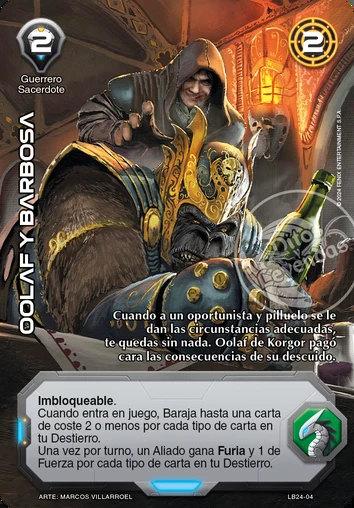 2
2
Guerrero
Sacerdote
OOLAF Y BARBOSA
© 2024 FENIX ENTERTAINMENT S.P.A
Mitos y
Leyendas
Cuando a un oportunista y pilluelo se le
dan las circunstancias adecuadas,
te quedas sin nada. Oolaf de Korgor pagó
cara las consecuencias de su descuido.
Imbloqueable.
Cuando entra en juego, Baraja hasta una carta
de coste 2 o menos por cada tipo de carta en
tu Destierro.
Una vez por turno, un Aliado gana Furia y 1 de
Fuerza por cada tipo de carta en tu Destierro.
ARTE: MARCOS VILLARROEL
LB24-04